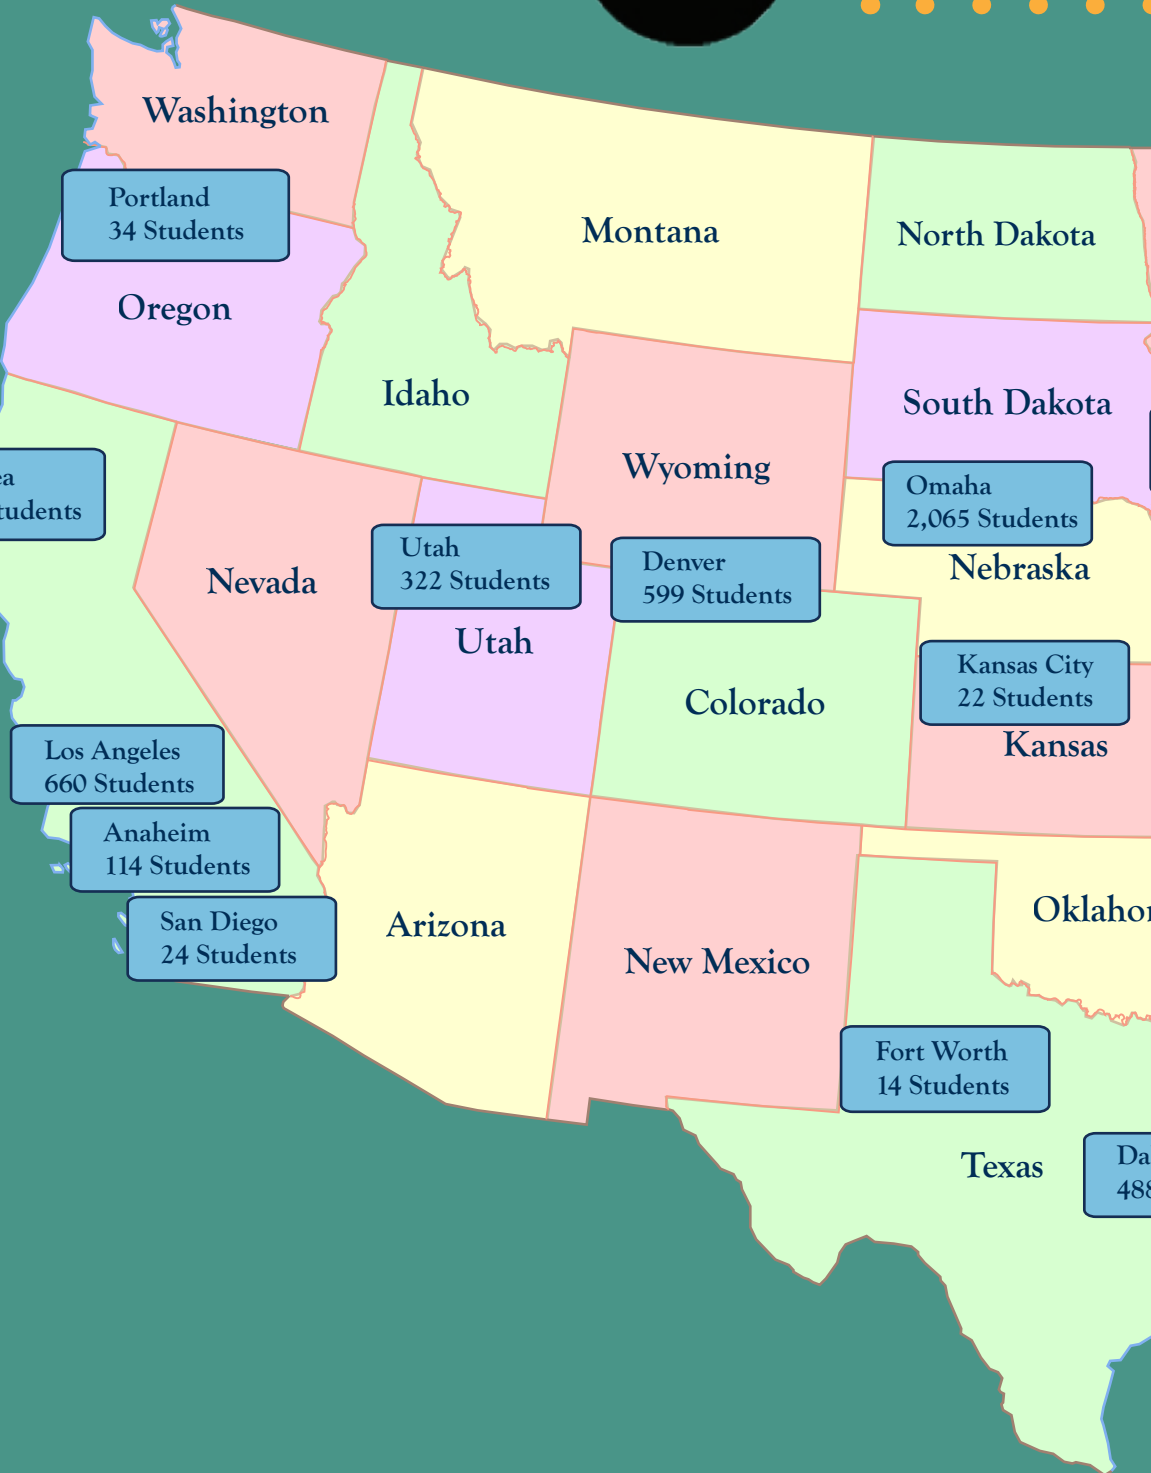 Washington
Portland
34 Students
Montana
North Dakota
Oregon
Idaho
South Dakota
Wyoming
Omaha
2,065 Students
Nebraska
Utah
322 Students
Denver
599 Students
Nevada
Utah
Kansas City
22 Students
Kansas
Colorado
Los Angeles
660 Students
Anaheim
114 Students
San Diego
24 Students
Arizona
New Mexico
Fort Worth
14 Students
Texas